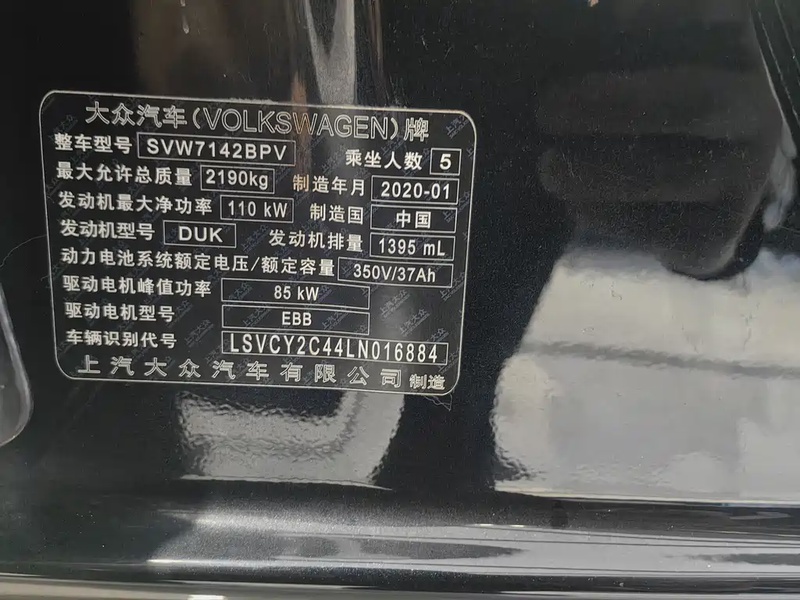 大众汽车(VOLKSWAGEN)牌
整车型号 SVW7142BPV 乘坐人数 5
最大允许总质量 2190kg 制造年月 2020-01
发动机最大净功率 110 kW 制造国 中国
发动机型号 DUK 发动机排量 1395 mL
动力电池系统额定电压/额定容量 350V/37Ah
驱动电机峰值功率 85 kW
驱动电机型号 EBB
车辆识别代号 LSVCY2C44LN016884
上汽大众汽车有限公司 制造